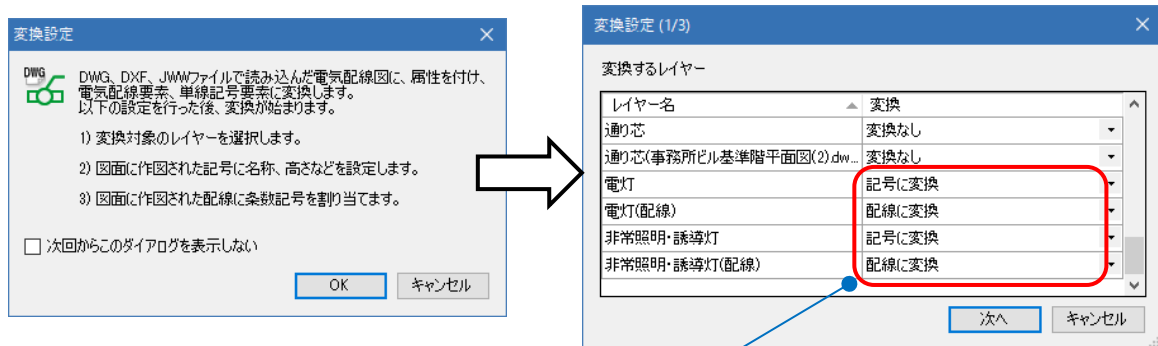 変換設定
DWG
DWG、DXF、JWWファイルで読み込んだ電気配線図に、属性を付け、
電気配線要素、単線記号要素に変換します。
以下の設定を行った後、変換が始まります。
1) 変換対象のレイヤーを選択します。
2) 図面に作図された記号に名称、高さなどを設定します。
3) 図面に作図された配線に条数記号を割り当てます。
次回からこのダイアログを表示しない
OK キャンセル
変換設定 (1/3)
変換するレイヤー
レイヤー名 変換
通り芯 変換なし
通り芯(事務所ビル基準階平面図(2).dw... 変換なし
電灯 記号に変換
電灯(配線) 配線に変換
非常照明・誘導灯 記号に変換
非常照明・誘導灯(配線) 配線に変換
次へ キャンセル